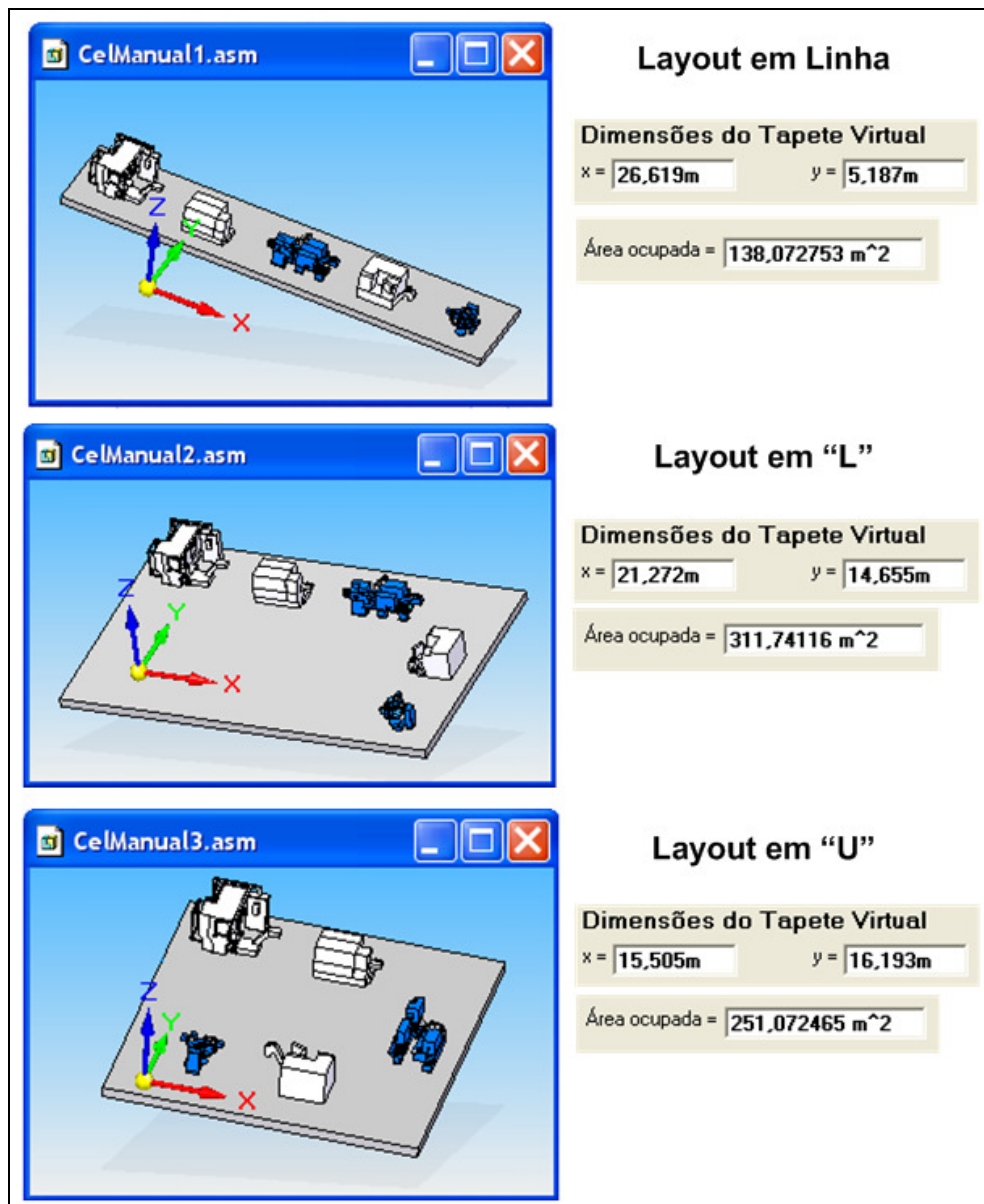 CelManual1.asm
Layout em Linha
Dimensões do Tapete Virtual
x = 26,619m y = 5,187m
Área ocupada = 138,072753 m^2
Z
Y
X
CelManual2.asm
Layout em “L”
Dimensões do Tapete Virtual
x = 21,272m y = 14,655m
Área ocupada = 311,74116 m^2
Z
Y
X
CelManual3.asm
Layout em “U”
Dimensões do Tapete Virtual
x = 15,505m y = 16,193m
Área ocupada = 251,072465 m^2
Z
Y
X